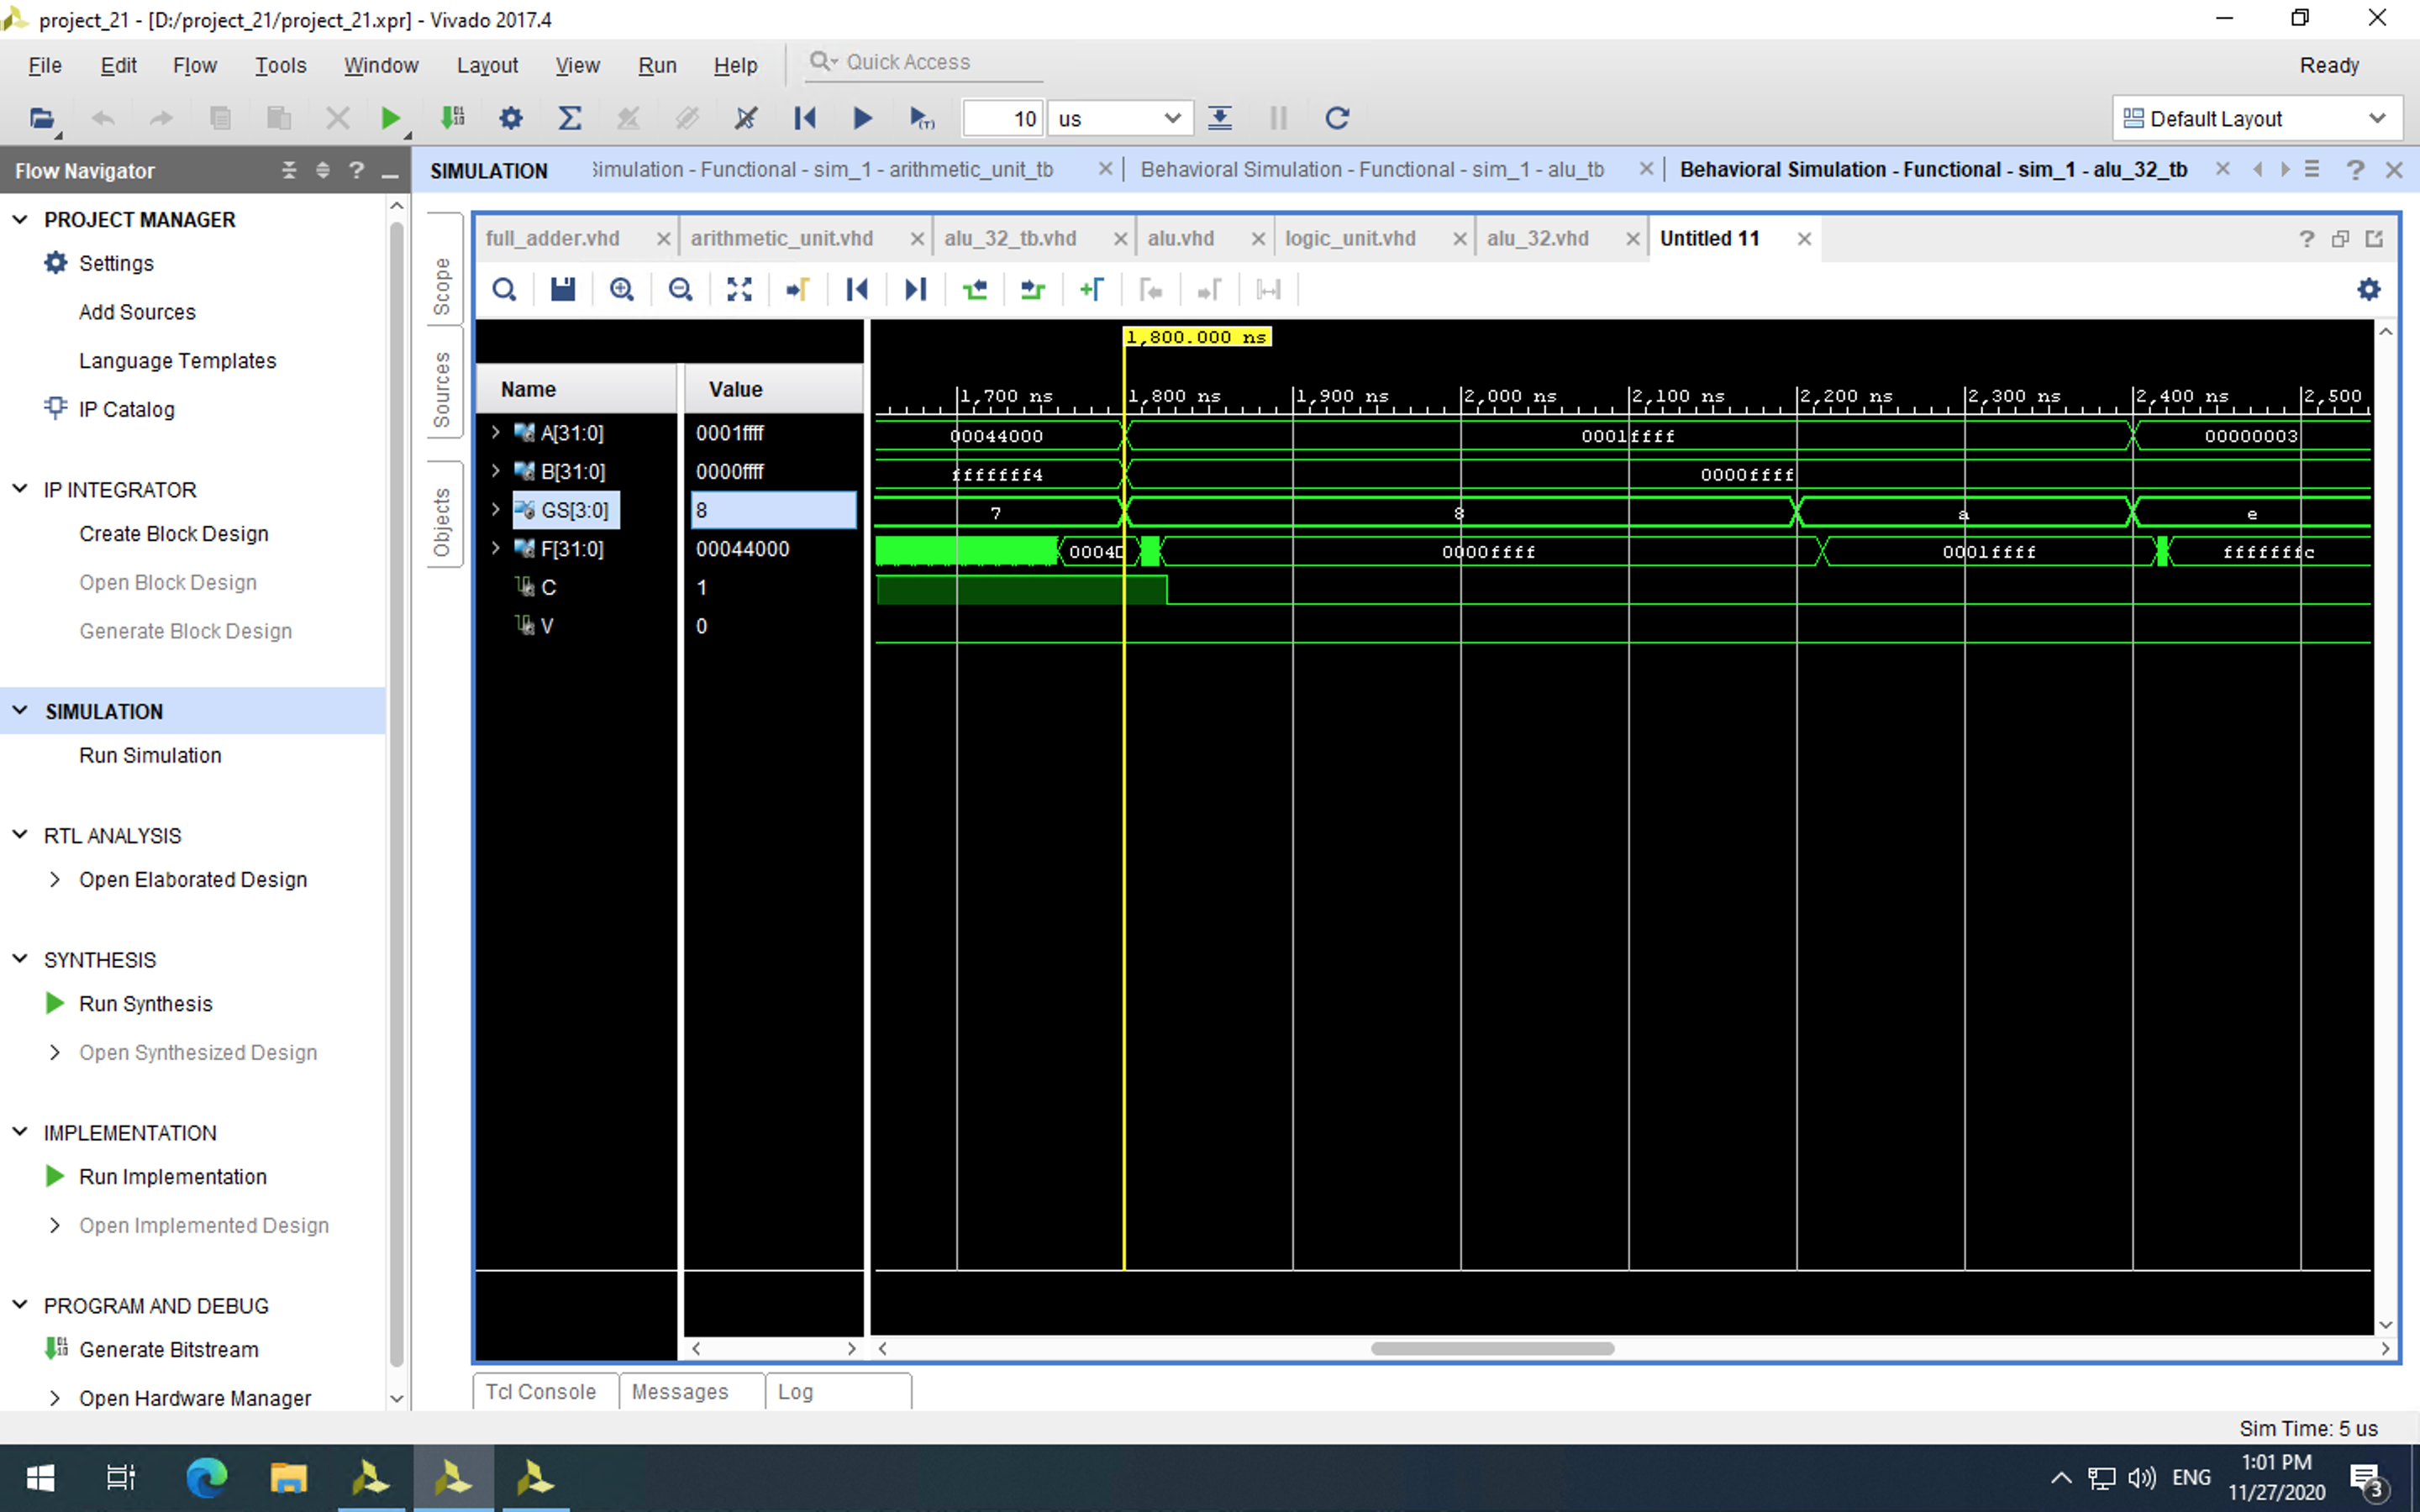 project_21 - [D:/project_21/project_21.xpr] - Vivado 2017.4
File Edit Flow Tools Window Layout View Run Help Quick Access Ready
10 us Default Layout
Flow Navigator
SIMULATION Simulation - Functional - sim_1 - arithmetic_unit_tb Behavioral Simulation - Functional - sim_1 - alu_tb Behavioral Simulation - Functional - sim_1 - alu_32_tb
PROJECT MANAGER
Settings
Add Sources
Language Templates
IP Catalog
IP INTEGRATOR
Create Block Design
Open Block Design
Generate Block Design
SIMULATION
Run Simulation
RTL ANALYSIS
Open Elaborated Design
SYNTHESIS
Run Synthesis
Open Synthesized Design
IMPLEMENTATION
Run Implementation
Open Implemented Design
PROGRAM AND DEBUG
Generate Bitstream
Open Hardware Manager
Scope
Sources
Objects
full_adder.vhd arithmetic_unit.vhd alu_32_tb.vhd alu.vhd logic_unit.vhd alu_32.vhd Untitled 11
1,800.000 ns
Name Value
1,700 ns 1,800 ns 1,900 ns 2,000 ns 2,100 ns 2,200 ns 2,300 ns 2,400 ns 2,500
A[31:0] 0001ffff 00044000 0001ffff 00000003
B[31:0] 0000ffff fffffff4 0000ffff
GS[3:0] 8 7 8 a e
F[31:0] 00044000 0000ffff 0001ffff fffffffc
C 1
V 0
Tcl Console Messages Log
Sim Time: 5 us
ENG
1:01 PM
11/27/2020
3